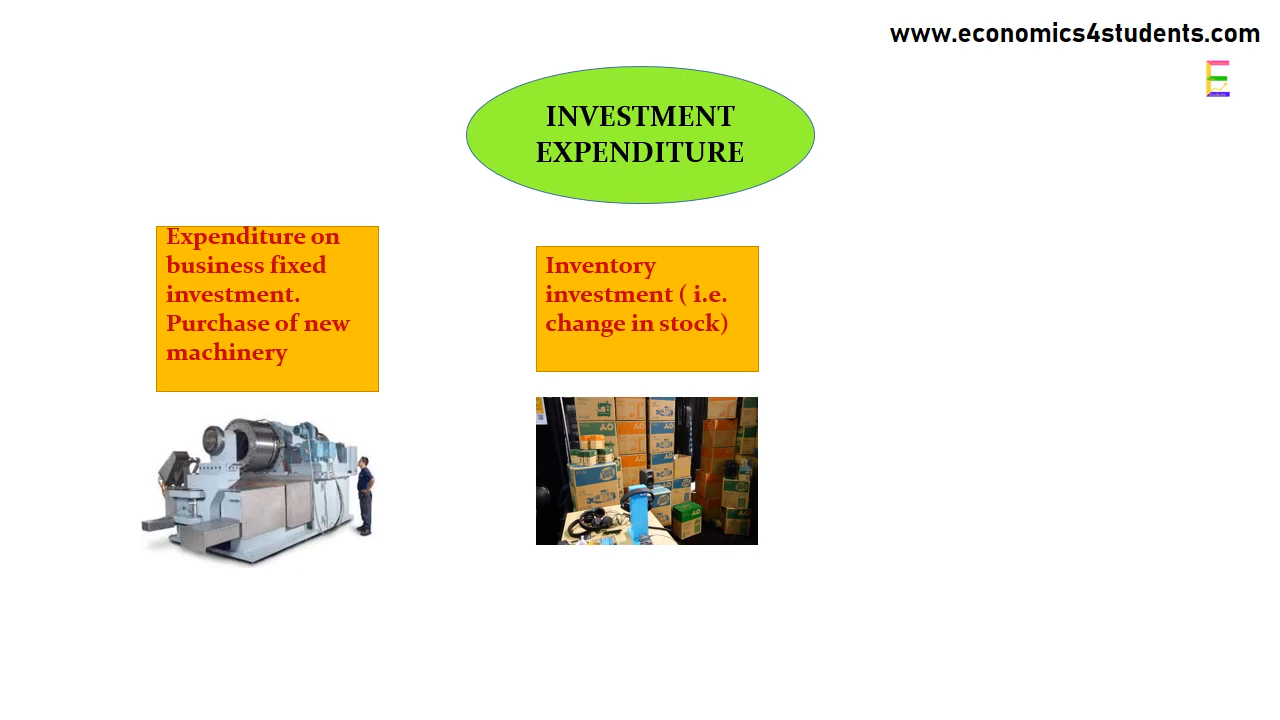 www.economics4students.com
E
INVESTMENT
EXPENDITURE
Expenditure on
business fixed
investment.
Purchase of new
machinery
Inventory
investment ( i.e.
change in stock)